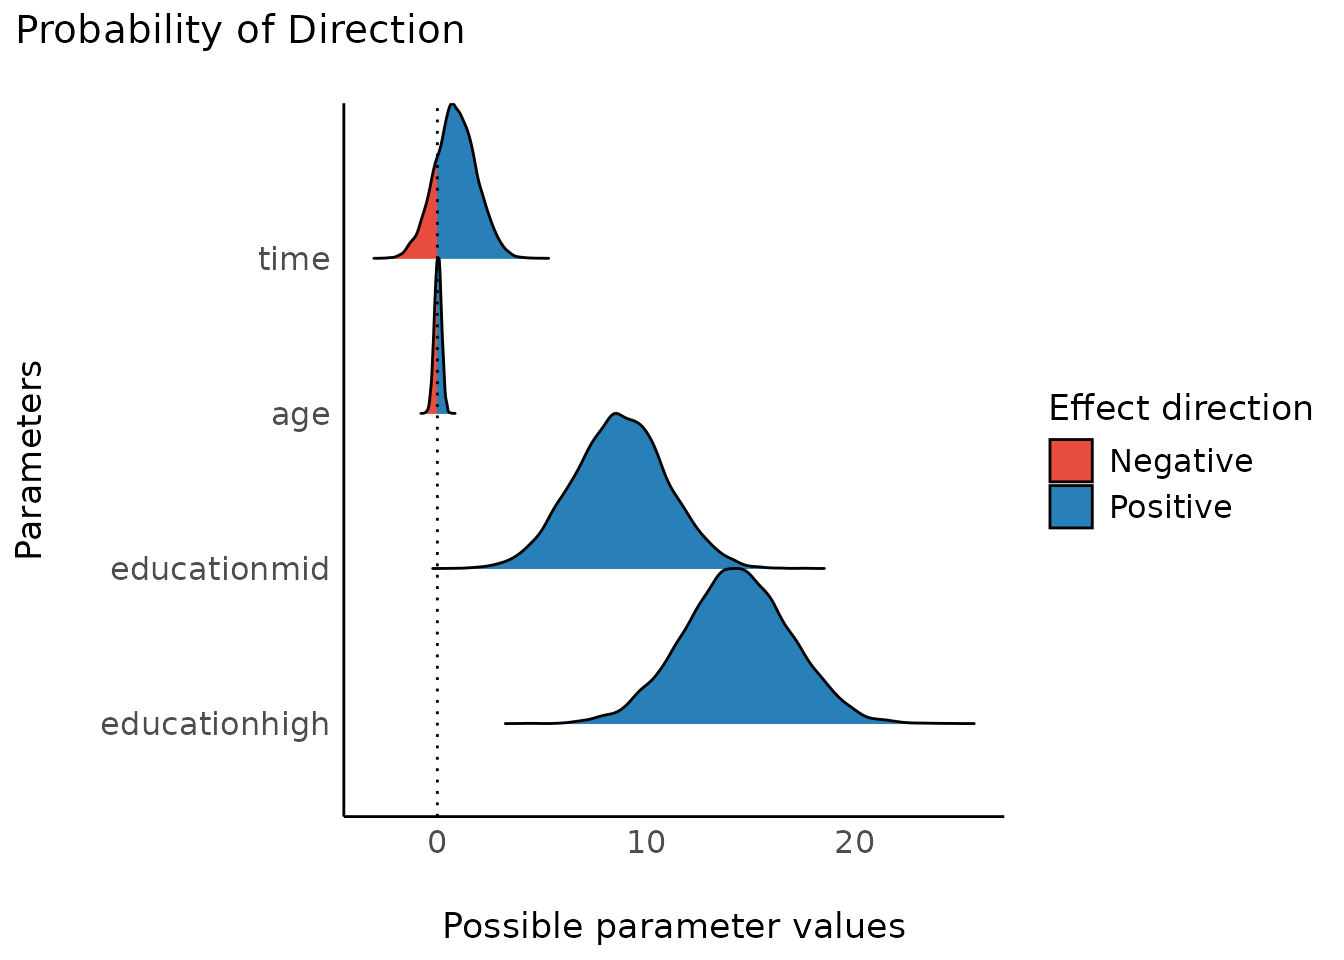 Probability of Direction
Parameters
time
age
educationmid
educationhigh
0 10 20
Possible parameter values
Effect direction
Negative
Positive